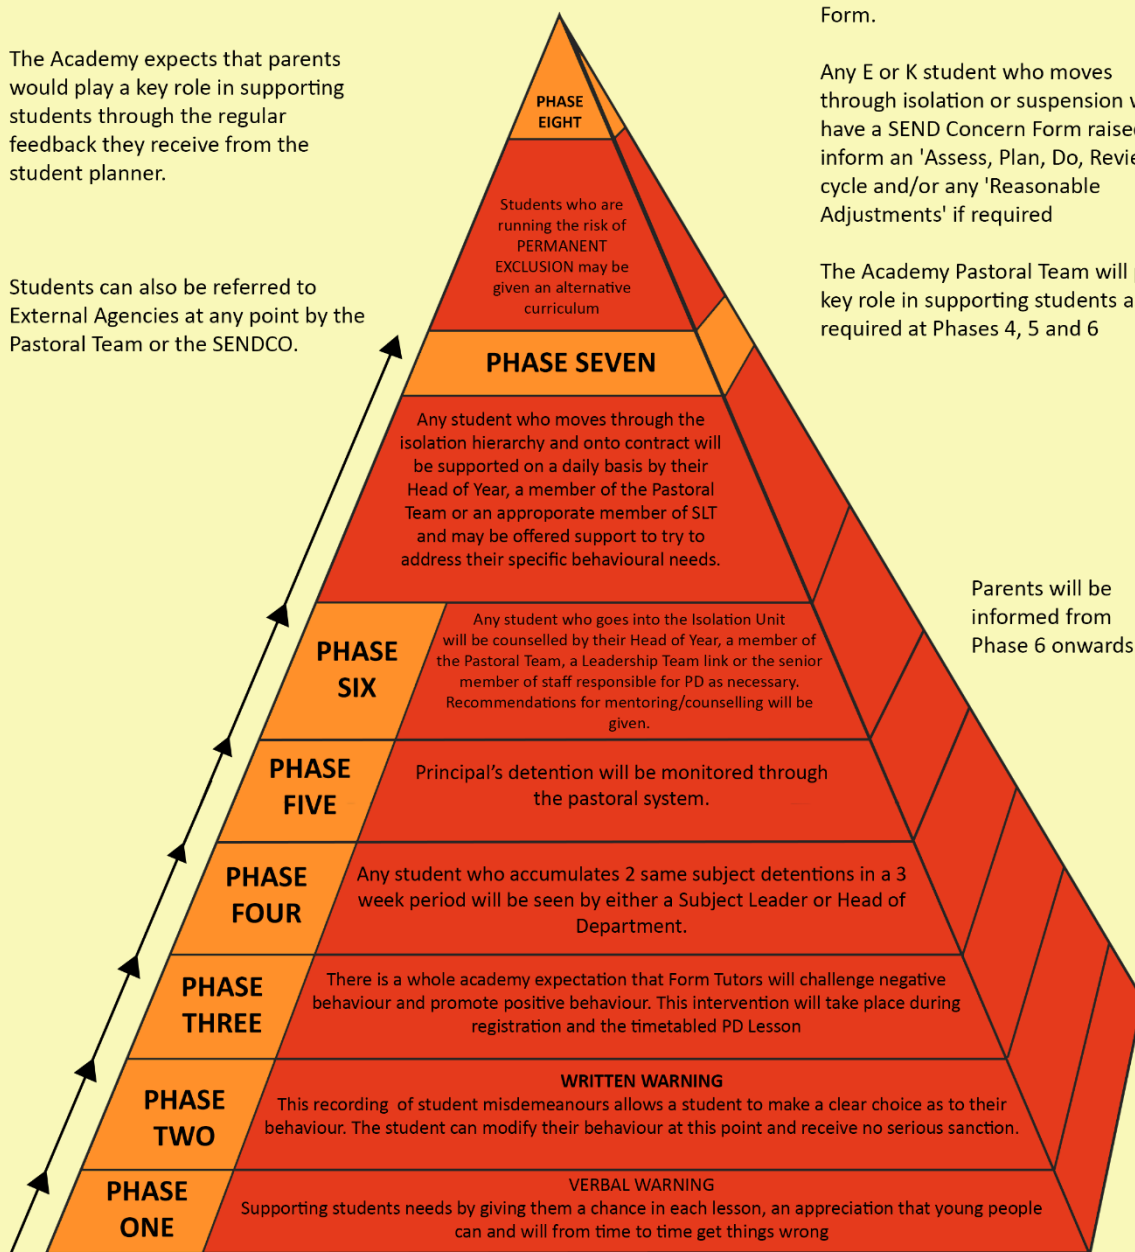 The Academy expects that parents
would play a key role in supporting
students through the regular
feedback they receive from the
student planner.
Students can also be referred to
External Agencies at any point by the
Pastoral Team or the SENDCO.
Form.
Any E or K student who moves
through isolation or suspension
have a SEND Concern Form raised
inform an 'Assess, Plan, Do,
cycle and/or any 'Reasonable
Adjustments' if required
The Academy Pastoral Team will
key role in supporting students
required at Phases 4, 5 and 6
Parents will be
informed from
Phase 6 onwards
PHASE
EIGHT
Students who are
running the risk of
PERMANENT
EXCLUSION may be
given an alternative
curriculum
PHASE SEVEN
Any student who moves through the
isolation hierarchy and onto contract will
be supported on a daily basis by their
Head of Year, a member of the Pastoral
Team or an approporate member of SLT
and may be offered support to try to
address their specific behavioural needs.
PHASE
SIX
Any student who goes into the Isolation Unit
will be counselled by their Head of Year, a member of
the Pastoral Team, a Leadership Team link or the senior
member of staff responsible for PD as necessary.
Recommendations for mentoring/counselling will be
given.
PHASE
FIVE
Principal's detention will be monitored through
the pastoral system.
PHASE
FOUR
Any student who accumulates 2 same subject detentions in a 3
week period will be seen by either a Subject Leader or Head of
Department.
PHASE
THREE
There is a whole academy expectation that Form Tutors will challenge negative
behaviour and promote positive behaviour. This intervention will take place during
registration and the timetabled PD Lesson
PHASE
TWO
WRITTEN WARNING
This recording of student misdemeanours allows a student to make a clear choice as to their
behaviour. The student can modify their behaviour at this point and receive no serious sanction.
PHASE
ONE
VERBAL WARNING
Supporting students needs by giving them a chance in each lesson, an appreciation that young people
can and will from time to time get things wrong